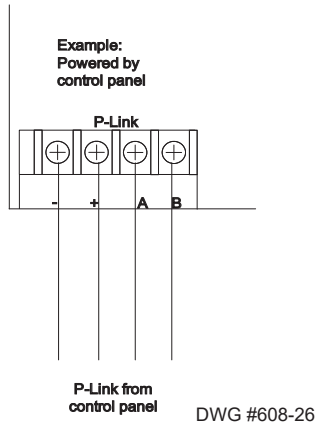 Example:
Powered by
control panel
P-Link
- + A B
P-Link from
control panel
DWG #608-26